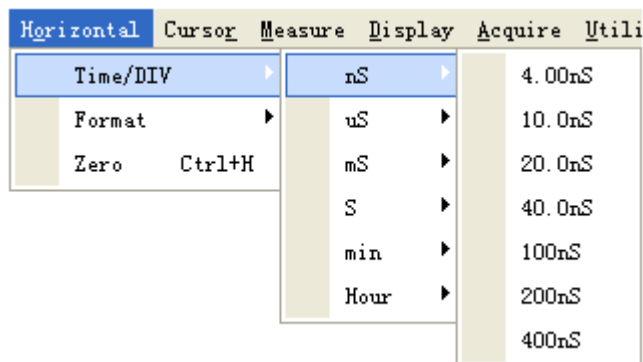 Horizontal Cursor Measure Display Acquire Utili
Time/DIV nS 4.00nS
Format uS 10.0nS
Zero Ctrl+H mS 20.0nS
S 40.0nS
min 100nS
Hour 200nS
400nS